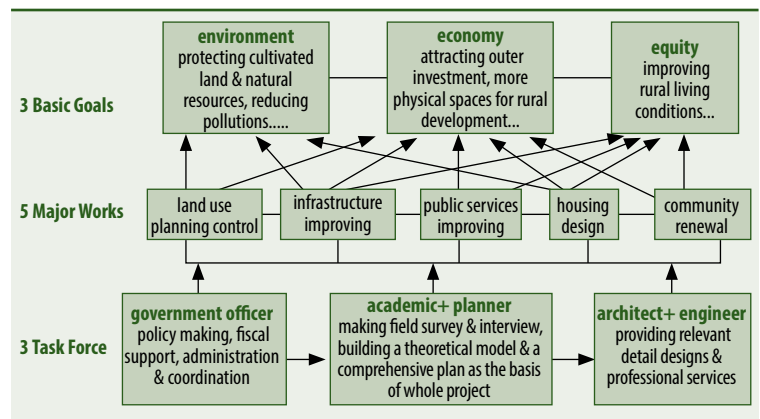 3 Basic Goals
environment
protecting cultivated
land & natural
resources, reducing
pollutions.....
economy
attracting outer
investment, more
physical spaces for rural
development...
equity
improving
rural living
conditions...
5 Major Works
land use
planning control
infrastructure
improving
public services
improving
housing
design
community
renewal
3 Task Force
government officer
policy making, fiscal
support, administration
& coordination
academic+ planner
making field survey & interview,
building a theoretical model & a
comprehensive plan as the basis
of whole project
architect+ engineer
providing relevant
detail designs &
professional services